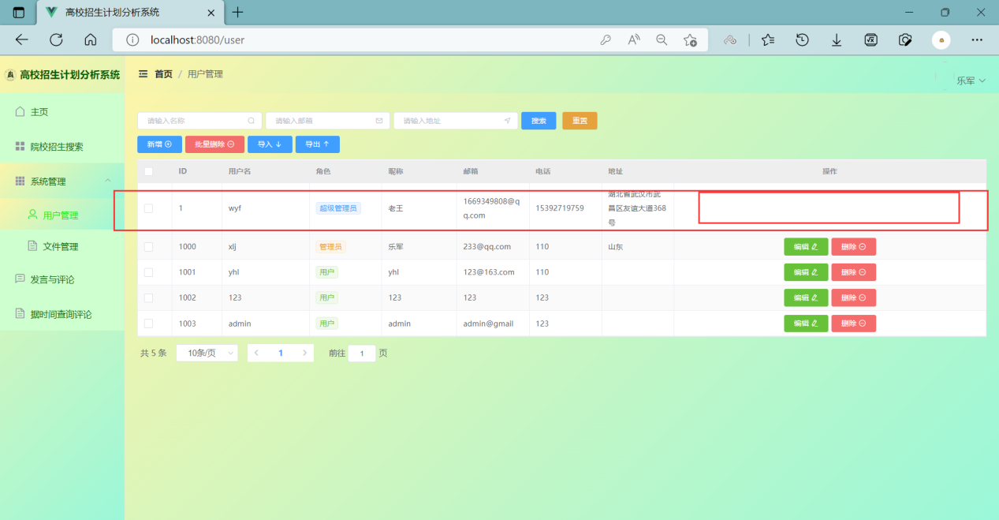 高校招生计划分析系统
localhost:8080/user
高校招生计划分析系统
首页 / 用户管理
乐军
主页
院校招生搜索
系统管理
用户管理
文件管理
发言与评论
据时间查询评论
请输入名称 请输入邮箱 请输入地址 搜索 重置
新增 批量删除 导入 导出
ID 用户名 角色 昵称 邮箱 电话 地址 操作
1 wyf 超级管理员 老王 1669349808@q
q.com 15392719759 湖北省武汉市武
昌区友谊大道368
号
1000 xlj 管理员 乐军 233@qq.com 110 山东 编辑 删除
1001 yhl 用户 yhl 123@163.com 110 编辑 删除
1002 123 用户 123 123 123 编辑 删除
1003 admin 用户 admin admin@gmail 123 编辑 删除
共 5 条 10条/页 1 前往 1 页